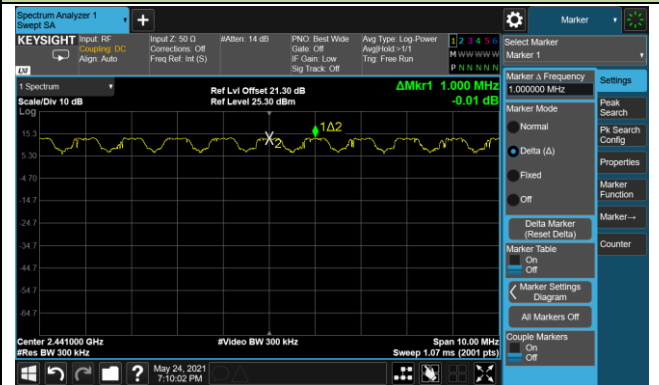 Spectrum Analyzer 1
Swept SA
+
Marker
KEYSIGHT
Input: RF
Coupling: DC
Align: Auto
Input Z: 50 Ω
Corrections: Off
Freq Ref: Int (S)
#Atten: 14 dB
PNO: Best Wide
Gate: Off
IF Gain: Low
Sig Track: Off
Avg Type: Log-Power
Avg|Hold:>1/1
Trig: Free Run
1 2 3 4 5 6
M W W W W W
P N N N N N
LXI
Select Marker
Marker 1
1 Spectrum
Scale/Div 10 dB
Log
Ref Lvl Offset 21.30 dB
Ref Level 25.30 dBm
ΔMkr1 1.000 MHz
-0.01 dB
15.3
5.30
-4.70
-14.7
-24.7
-34.7
-44.7
-54.7
-64.7
1Δ2
X2
Center 2.441000 GHz
#Res BW 300 kHz
#Video BW 300 kHz
Span 10.00 MHz
Sweep 1.07 ms (2001 pts)
Marker Δ Frequency
1.000000 MHz
Marker Mode
Normal
Delta (Δ)
Fixed
Off
Delta Marker
(Reset Delta)
Marker Table
On
Off
Marker Settings
Diagram
All Markers Off
Couple Markers
On
Off
Settings
Peak
Search
Pk Search
Config
Properties
Marker
Function
Marker→
Counter
?
May 24, 2021
7:10:02 PM